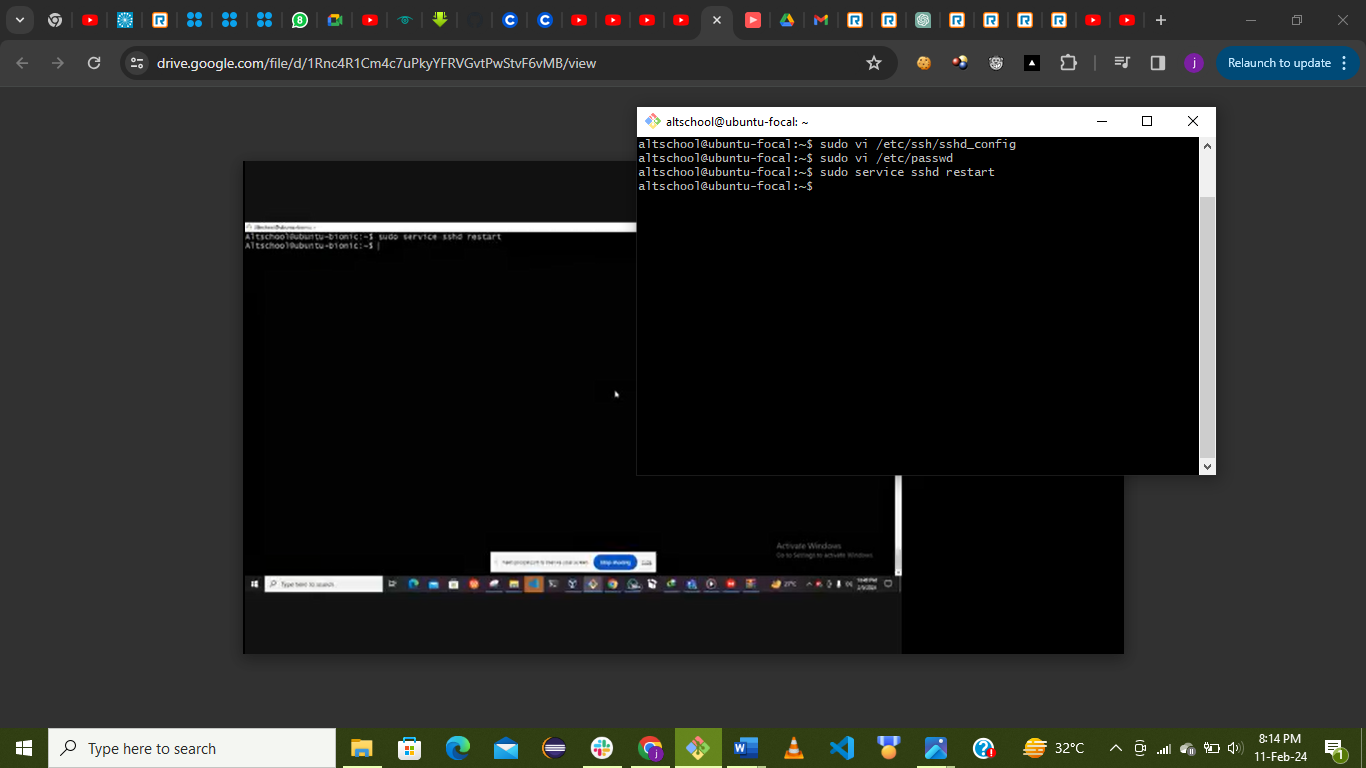 drive.google.com/file/d/1Rnc4R1Cm4c7uPkyYFRVGvtPwStvF6vMB/view
Relaunch to update
altschool@ubuntu-focal: ~
altschool@ubuntu-focal:~$ sudo vi /etc/ssh/sshd_config
altschool@ubuntu-focal:~$ sudo vi /etc/passwd
altschool@ubuntu-focal:~$ sudo service sshd restart
altschool@ubuntu-focal:~$
Altschool@ubuntu-bionic:~$ sudo service sshd restart
Altschool@ubuntu-bionic:~$
Activate Windows
Go to Settings to activate Windows
Stop sharing
Type here to search
Type here to search
32°C
8:14 PM
11-Feb-24
1